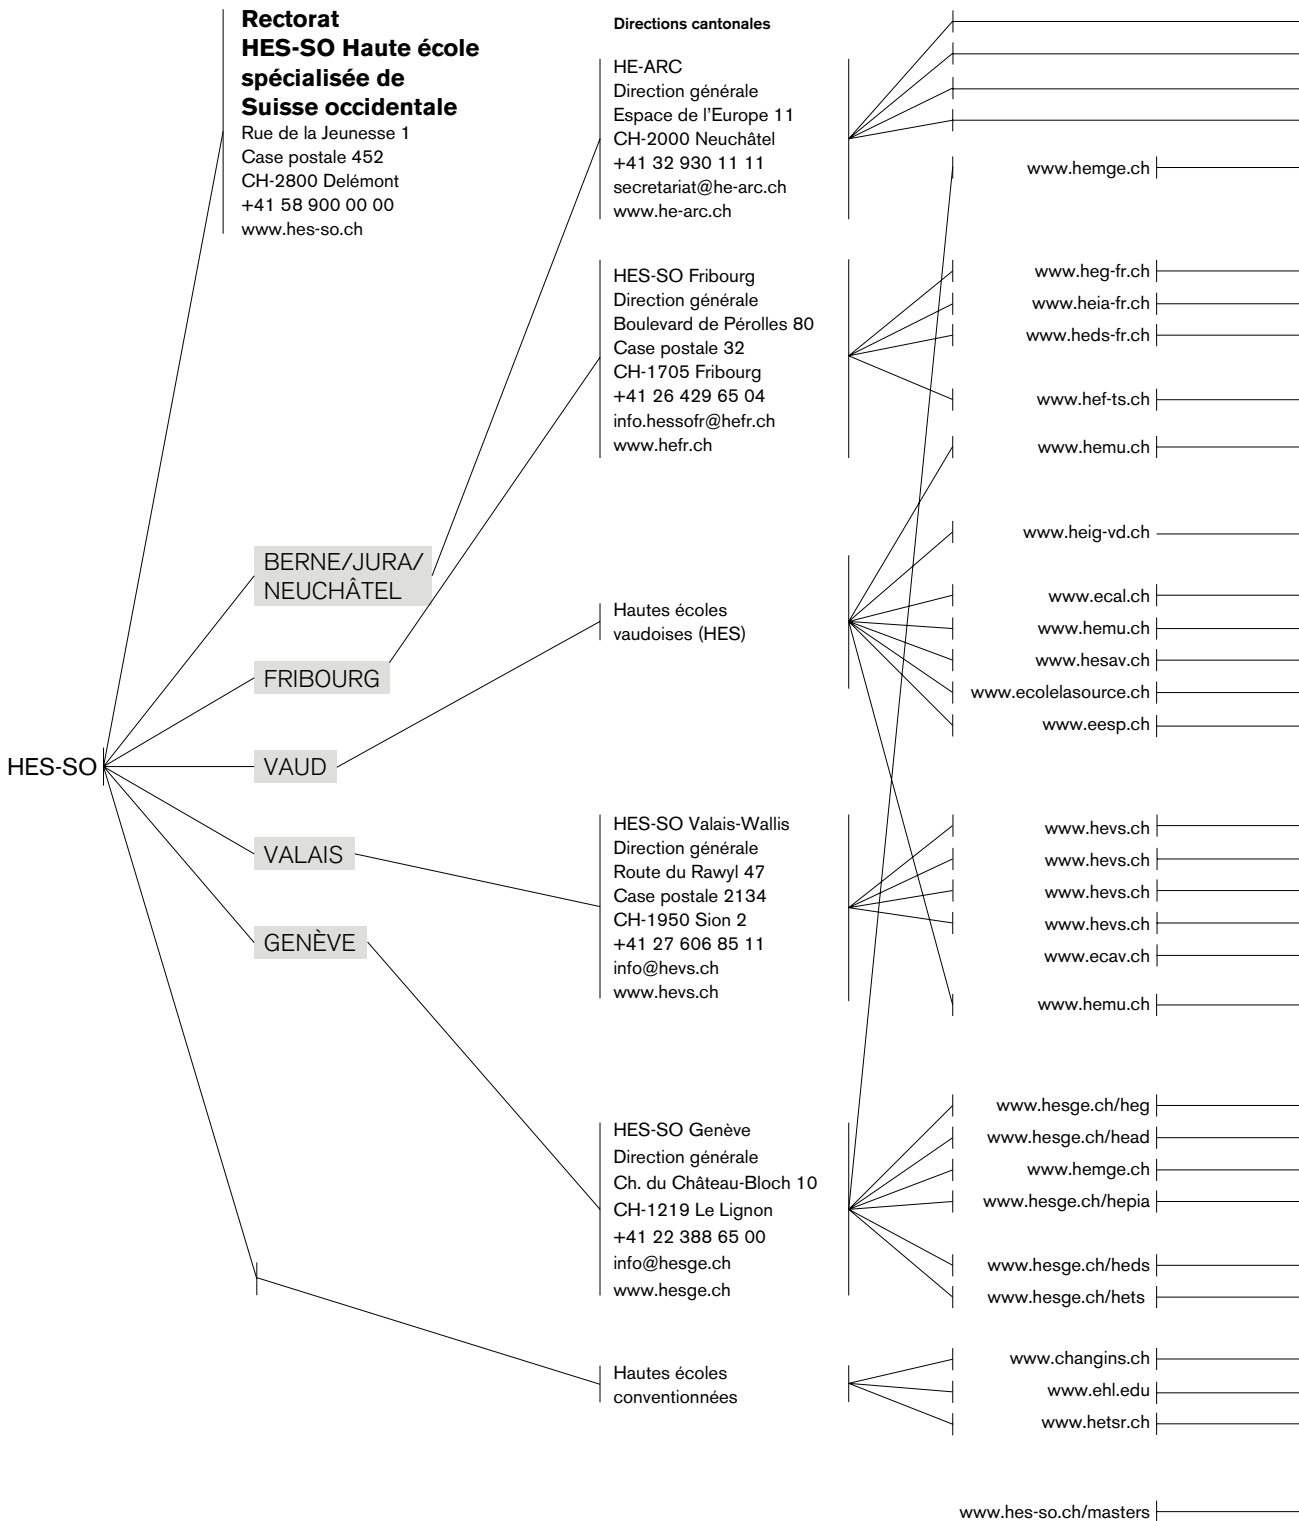 Rectorat
HES-SO Haute école
spécialisée de
Suisse occidentale
Rue de la Jeunesse 1
Case postale 452
CH-2800 Delémont
+41 58 900 00 00
www.hes-so.ch
HES-SO
BERNE/JURA/
NEUCHÂTEL
FRIBOURG
VAUD
VALAIS
GENÈVE
Directions cantonales
HE-ARC
Direction générale
Espace de l'Europe 11
CH-2000 Neuchâtel
+41 32 930 11 11
secretariat@he-arc.ch
www.he-arc.ch
HES-SO Fribourg
Direction générale
Boulevard de Pérolles 80
Case postale 32
CH-1705 Fribourg
+41 26 429 65 04
info.hessofr@hefr.ch
www.hefr.ch
Hautes écoles
vaudoises (HES)
HES-SO Valais-Wallis
Direction générale
Route du Rawyl 47
Case postale 2134
CH-1950 Sion 2
+41 27 606 85 11
info@hevs.ch
www.hevs.ch
HES-SO Genève
Direction générale
Ch. du Château-Bloch 10
CH-1219 Le Lignon
+41 22 388 65 00
info@hesge.ch
www.hesge.ch
Hautes écoles
conventionnées
www.hemge.ch
www.heg-fr.ch
www.heia-fr.ch
www.heds-fr.ch
www.hef-ts.ch
www.hemu.ch
www.heig-vd.ch
www.ecal.ch
www.hemu.ch
www.hesav.ch
www.ecolelasource.ch
www.eesp.ch
www.hevs.ch
www.hevs.ch
www.hevs.ch
www.hevs.ch
www.ecav.ch
www.hemu.ch
www.hesge.ch/heg
www.hesge.ch/head
www.hemge.ch
www.hesge.ch/hepia
www.hesge.ch/heds
www.hesge.ch/hets
www.changins.ch
www.ehl.edu
www.hetsr.ch
www.hes-so.ch/masters